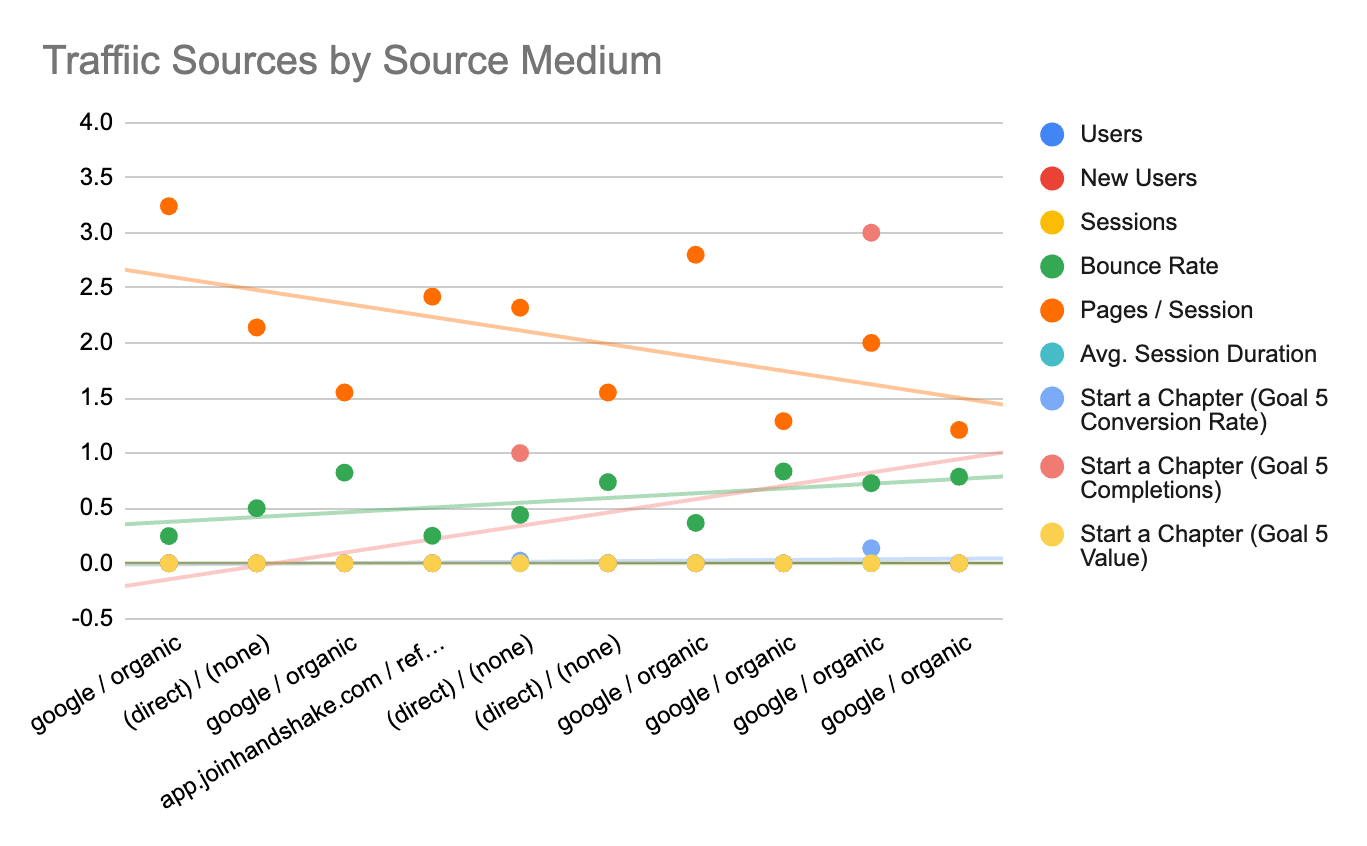 Traffiic Sources by Source Medium
4.0
3.5
3.0
2.5
2.0
1.5
1.0
0.5
0.0
-0.5
google / organic
(direct) / (none)
google / organic
app.joinhandshake.com / ref…
(direct) / (none)
(direct) / (none)
google / organic
google / organic
google / organic
google / organic
Users
New Users
Sessions
Bounce Rate
Pages / Session
Avg. Session Duration
Start a Chapter (Goal 5
Conversion Rate)
Start a Chapter (Goal 5
Completions)
Start a Chapter (Goal 5
Value)